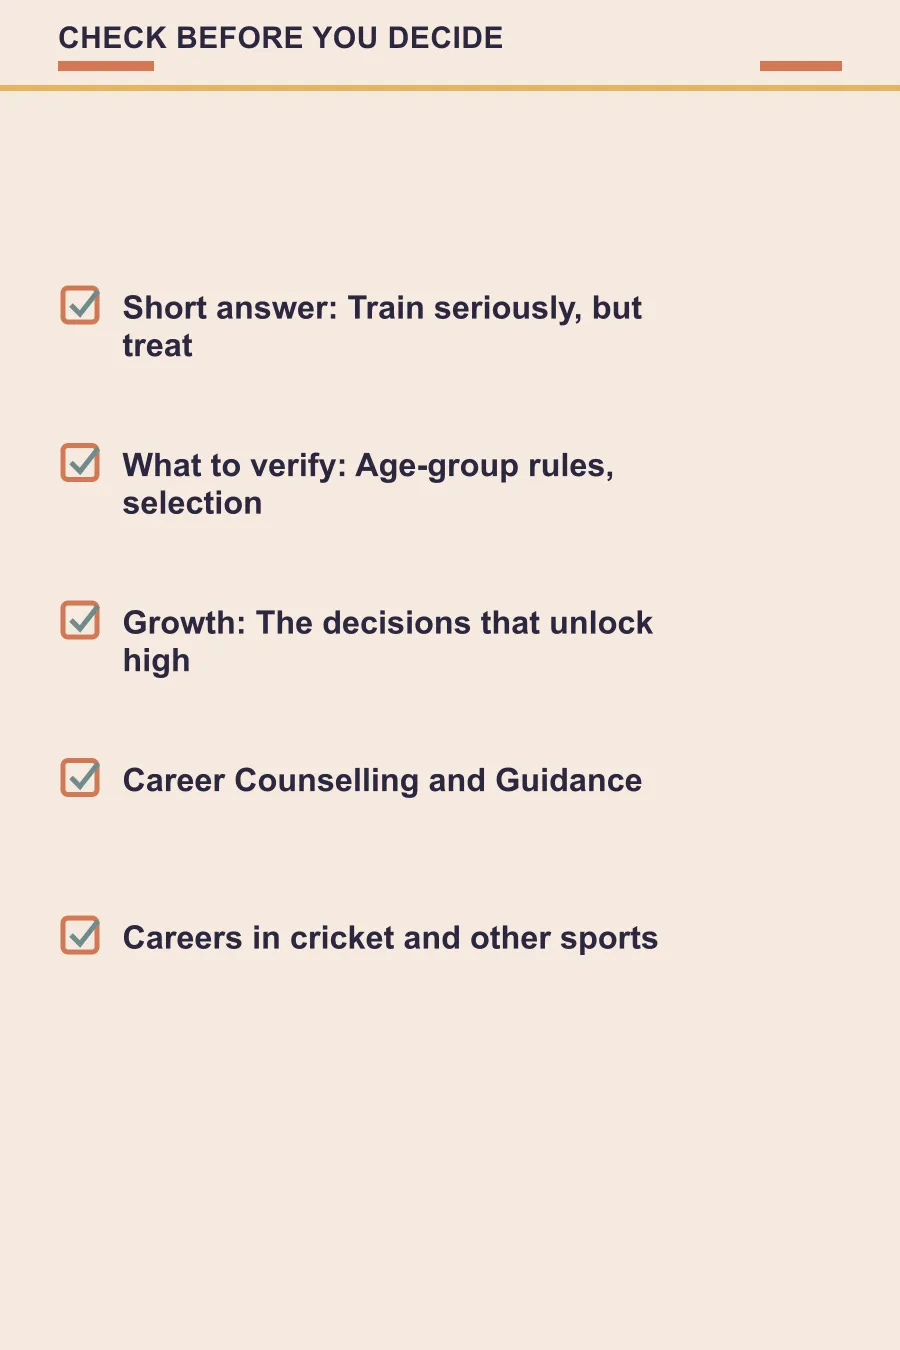 CHECK BEFORE YOU DECIDE
Short answer: Train seriously, but
treat
What to verify: Age-group rules,
selection
Growth: The decisions that unlock
high
Career Counselling and Guidance
Careers in cricket and other sports